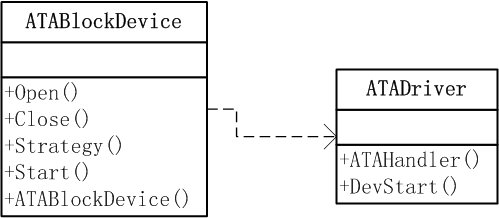 ATABlockDevice
+Open()
+Close()
+Strategy()
+Start()
+ATABlockDevice()
ATADriver
+ATAHandler()
+DevStart()